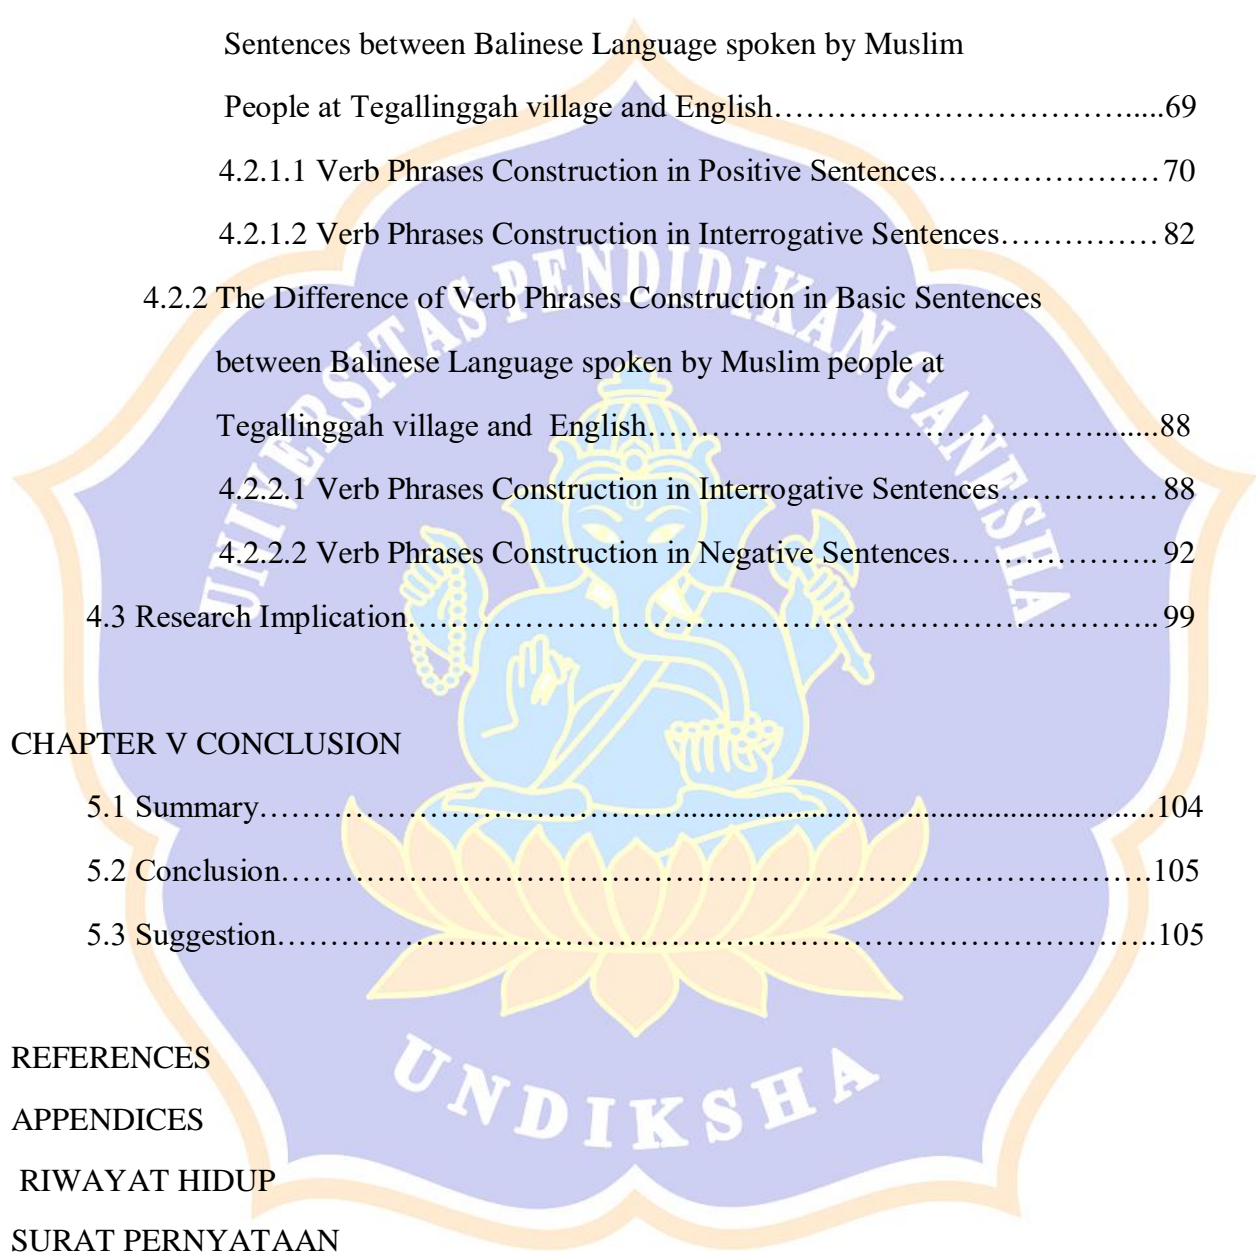 Sentences between Balinese Language spoken by Muslim
People at Tegallinggah village and English…………………………….....69
4.2.1.1 Verb Phrases Construction in Positive Sentences………………… 70
4.2.1.2 Verb Phrases Construction in Interrogative Sentences…………… 82
4.2.2 The Difference of Verb Phrases Construction in Basic Sentences
between Balinese Language spoken by Muslim people at
Tegallinggah village and  English…………………………………….........88
4.2.2.1 Verb Phrases Construction in Interrogative Sentences…………… 88
4.2.2.2 Verb Phrases Construction in Negative Sentences……………….. 92
4.3 Research Implication……………………………………………………………….. 99
CHAPTER V CONCLUSION
5.1 Summary…………………………………............................................................104
5.2 Conclusion…………………………………………………………………………….105
5.3 Suggestion…………………………………………………………………………..105
REFERENCES
APPENDICES
RIWAYAT HIDUP
SURAT PERNYATAAN
UNIVERSITAS PENDIDIKAN GANESHA
UNDIKSHA